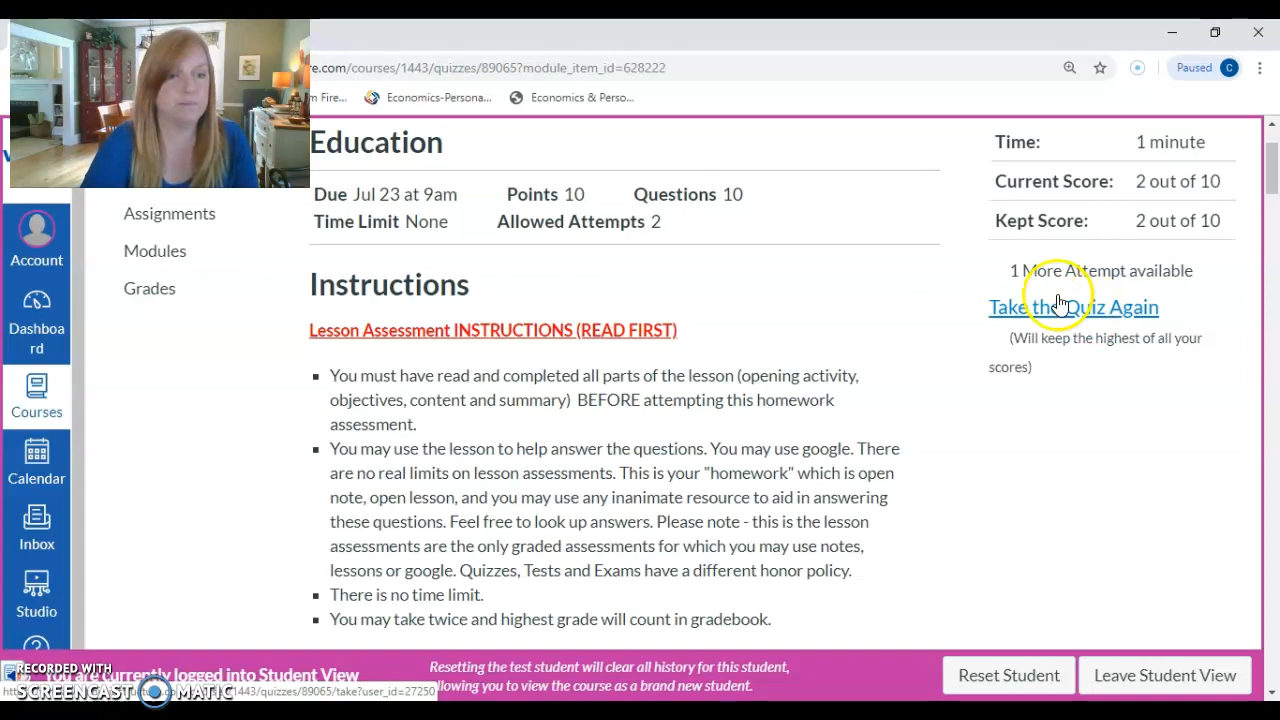 re.com/courses/1443/quizzes/89065?module_item_id=628222
Paused C
m Fire...
Economics-Persona...
Economics & Perso...
Education
Due Jul 23 at 9am Points 10 Questions 10
Time Limit None Allowed Attempts 2
Time: 1 minute
Current Score: 2 out of 10
Kept Score: 2 out of 10
1 More Attempt available
Take the Quiz Again
(Will keep the highest of all your
scores)
Account
Dashboa
rd
Courses
Calendar
Inbox
Studio
Assignments
Modules
Grades
Instructions
Lesson Assessment INSTRUCTIONS (READ FIRST)
You must have read and completed all parts of the lesson (opening activity,
objectives, content and summary) BEFORE attempting this homework
assessment.
You may use the lesson to help answer the questions. You may use google. There
are no real limits on lesson assessments. This is your "homework" which is open
note, open lesson, and you may use any inanimate resource to aid in answering
these questions. Feel free to look up answers. Please note - this is the lesson
assessments are the only graded assessments for which you may use notes,
lessons or google. Quizzes, Tests and Exams have a different honor policy.
There is no time limit.
You may take twice and highest grade will count in gradebook.
You are currently logged into Student View
Resetting the test student will clear all history for this student,
llowing you to view the course as a brand new student.
Reset Student
Leave Student View
1443/quizzes/89065/take?user_id=27250
RECORDED WITH
SCREENCAST MATIC